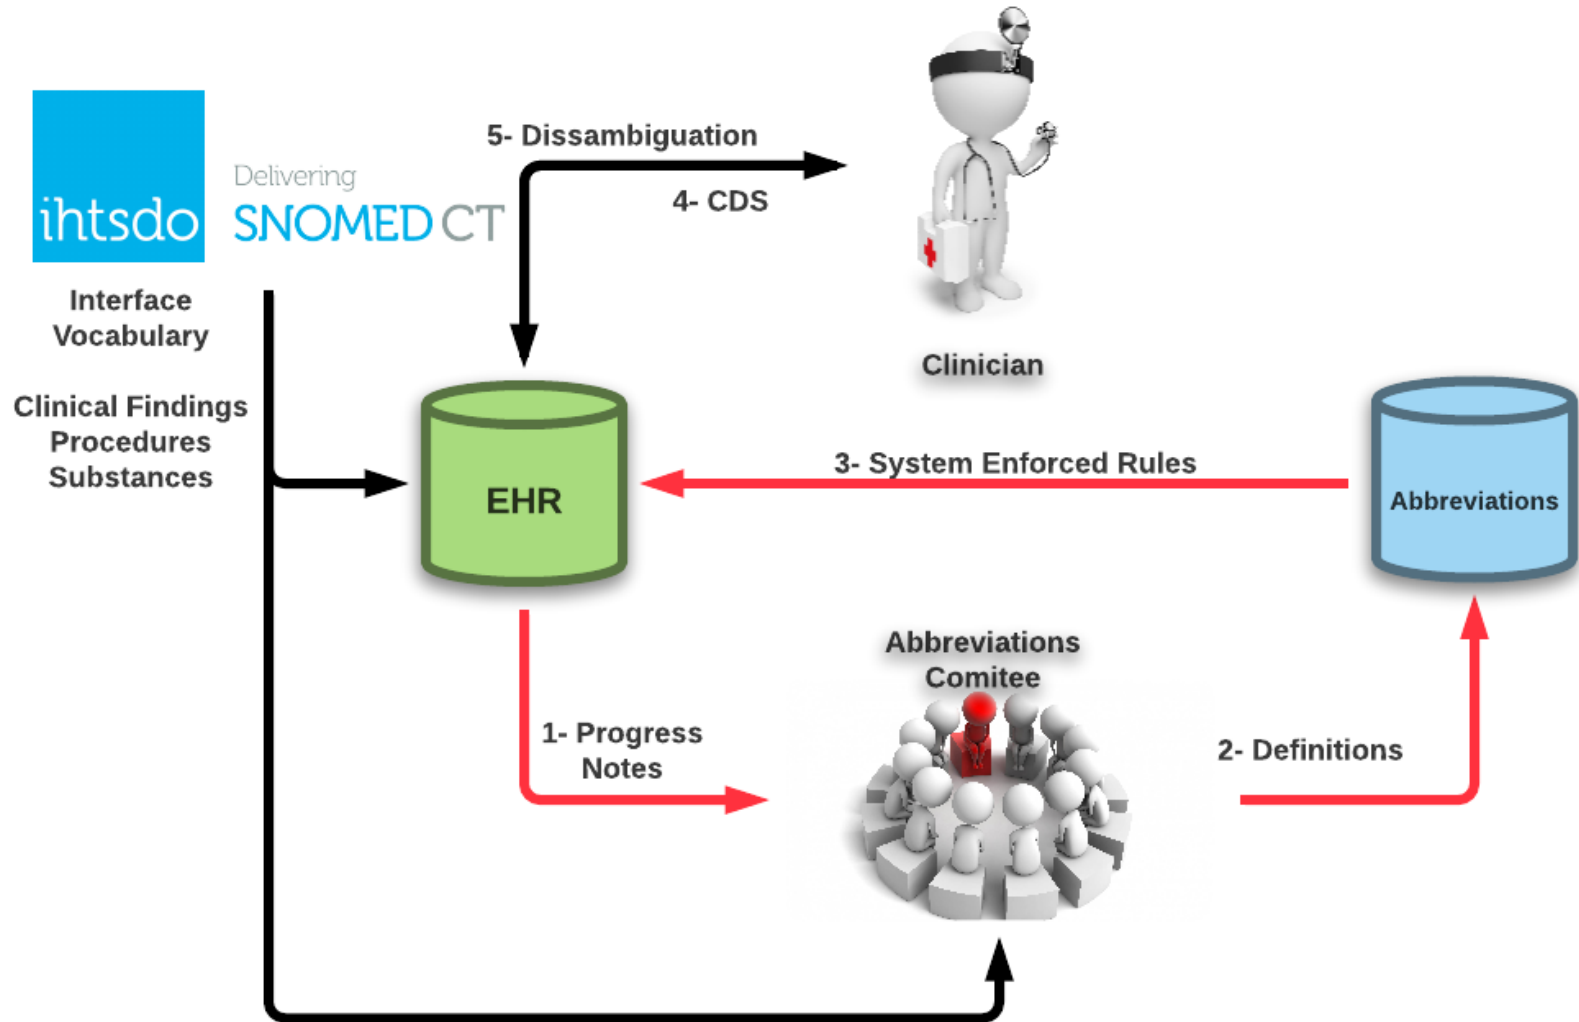 5- Dissambiguation
4- CDS
ihtsdo
Delivering
SNOMED CT
Interface
Vocabulary
Clinical Findings
Procedures
Substances
Clinician
EHR
3- System Enforced Rules
Abbreviations
Abbreviations
Comitee
1- Progress
Notes
2- Definitions